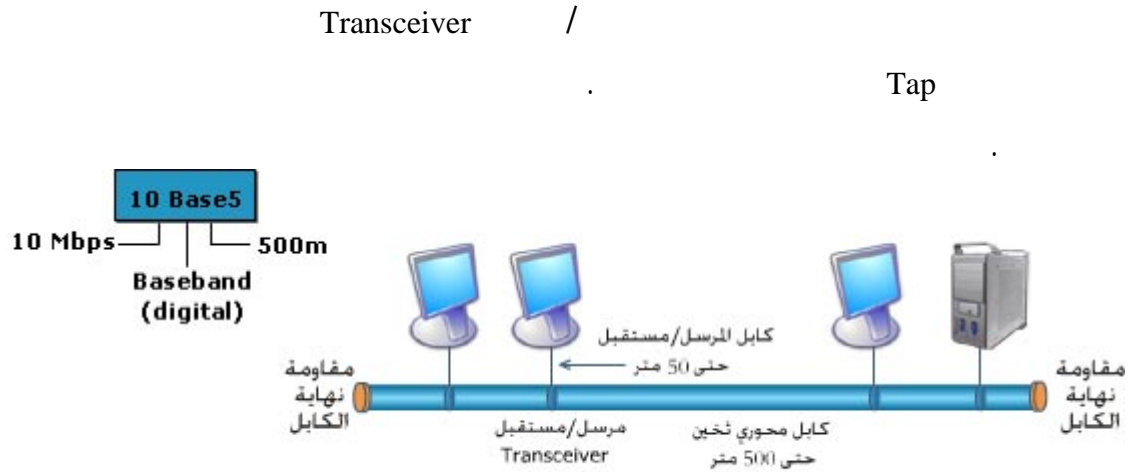 Transceiver /
. Tap
.
10 Base5
10 Mbps
500m
Baseband
(digital)
كابل المرسل/مستقبل
حتى 50 متر
مقاومة
نهاية
الكابل
مرسل/مستقبل
Transceiver
كابل محوري ثخين
حتى 500 متر
مقاومة
نهاية
الكابل